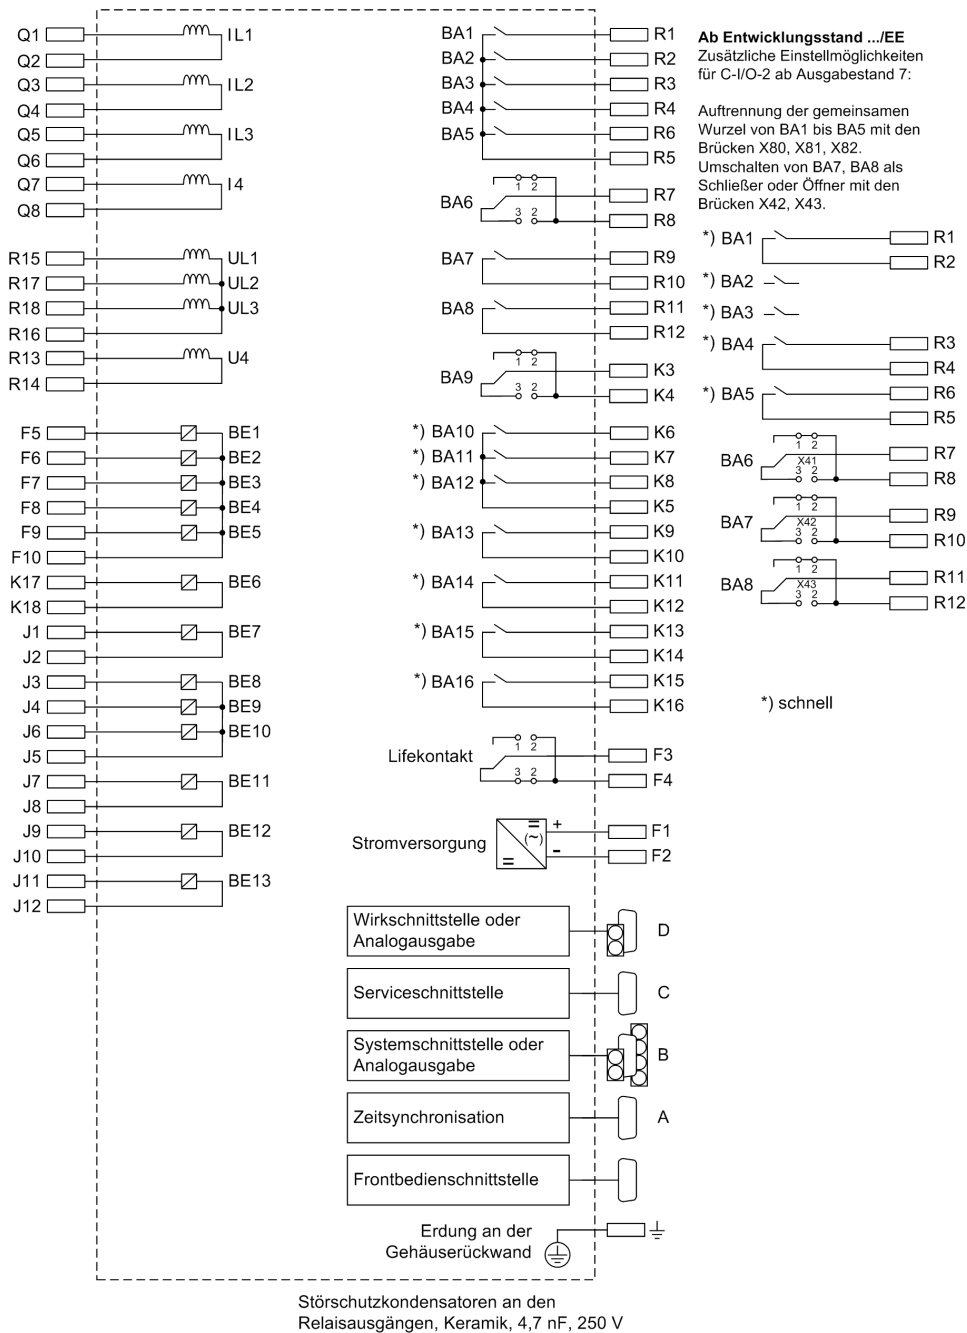 Q1 IL1
Q2
Q3 IL2
Q4
Q5 IL3
Q6
Q7 I4
Q8
R15 UL1
R17 UL2
R18 UL3
R16
R13 U4
R14
F5 BE1
F6 BE2
F7 BE3
F8 BE4
F9 BE5
F10
K17 BE6
K18
J1 BE7
J2
J3 BE8
J4 BE9
J6 BE10
J5
J7 BE11
J8
J9 BE12
J10
J11 BE13
J12
BA1 R1
BA2 R2
BA3 R3
BA4 R4
BA5 R6
R5
1 2
BA6 R7
3 2 R8
BA7 R9
R10
BA8 R11
R12
1 2
BA9 K3
3 2 K4
*) BA10 K6
*) BA11 K7
*) BA12 K8
K5
*) BA13 K9
K10
*) BA14 K11
K12
*) BA15 K13
K14
*) BA16 K15
K16
1 2
Lifekontakt F3
3 2 F4
Stromversorgung = (~) = + F1
- F2
Wirkschnittstelle oder
Analogausgabe D
Serviceschnittstelle C
Systemschnittstelle oder
Analogausgabe B
Zeitsynchronisation A
Frontbedienschnittstelle
Erdung an der
Gehäuserückwand
Störschutzkondensatoren an den
Relaisausgängen, Keramik, 4,7 nF, 250 V
Ab Entwicklungsstand .../EE
Zusätzliche Einstellmöglichkeiten
für C-I/O-2 ab Ausgabestand 7:
Auftrennung der gemeinsamen
Wurzel von BA1 bis BA5 mit den
Brücken X80, X81, X82.
Umschalten von BA7, BA8 als
Schließer oder Öffner mit den
Brücken X42, X43.
*) BA1 R1
R2
*) BA2
*) BA3
*) BA4 R3
R4
*) BA5 R6
R5
1 2
BA6 X41 R7
3 2 R8
1 2
BA7 X42 R9
3 2 R10
1 2
BA8 X43 R11
3 2 R12
*) schnell